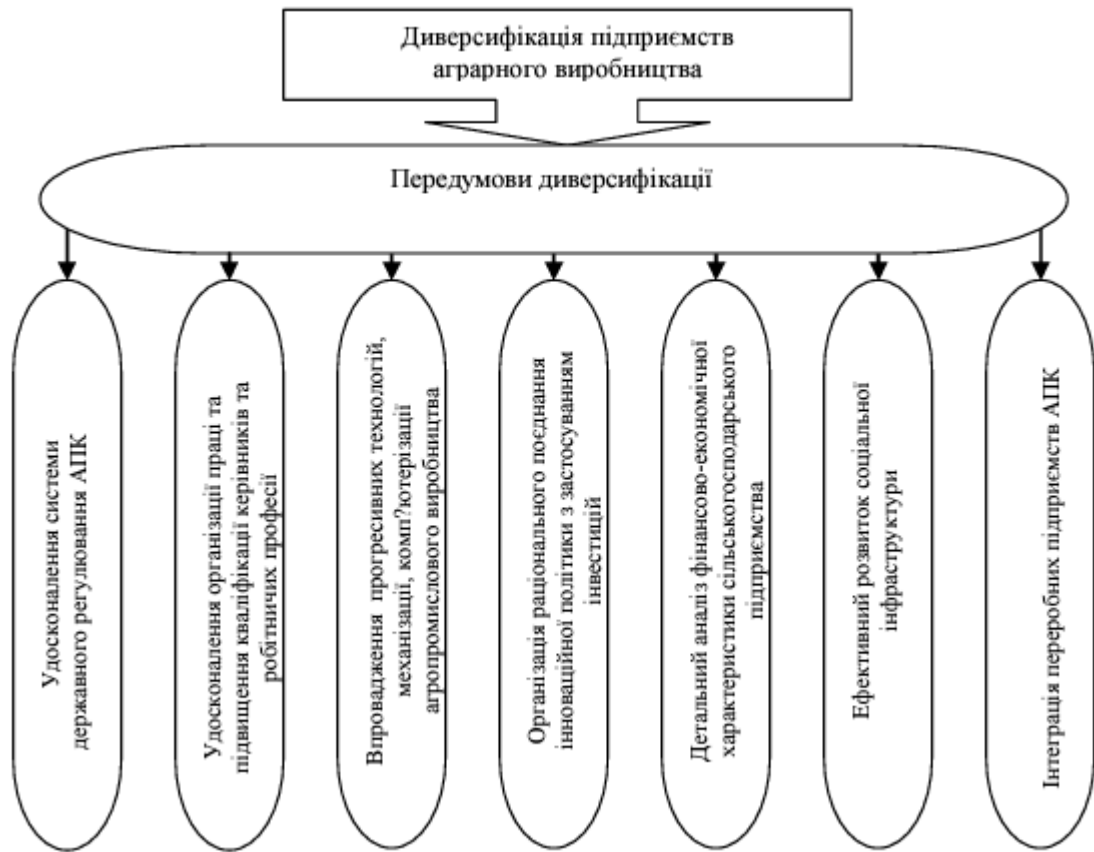 Диверсифікація підприємств
аграрного виробництва
Передумови диверсифікації
Удосконалення системи
державного регулювання АПК
Удосконалення організації праці та
підвищення кваліфікації керівників та
робітничих професії
Впровадження прогресивних технологій,
механізації, комп?ютерізації
агропромислового виробництва
Організація раціонального поєднання
інноваційної політики з застосуванням
інвестицій
Детальний аналіз фінансово-економічної
характеристики сільськогосподарського
підприємства
Ефективний розвиток соціальної
інфраструктури
Інтеграція переробних підприємств АПК